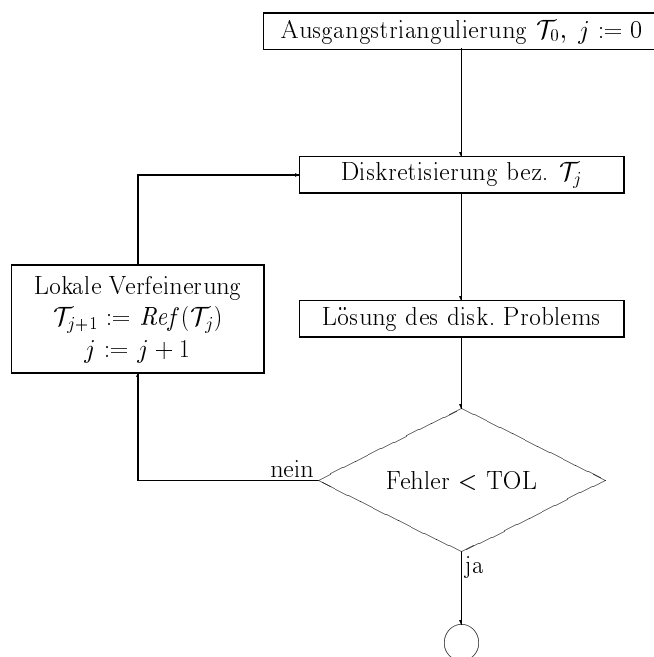 Ausgangstriangulierung 𝒯₀, j := 0
Diskretisierung bez. 𝒯ⱼ
Lokale Verfeinerung
𝒯ⱼ₊₁ := Ref(𝒯ⱼ)
j := j + 1
Lösung des disk. Problems
nein
Fehler < TOL
ja